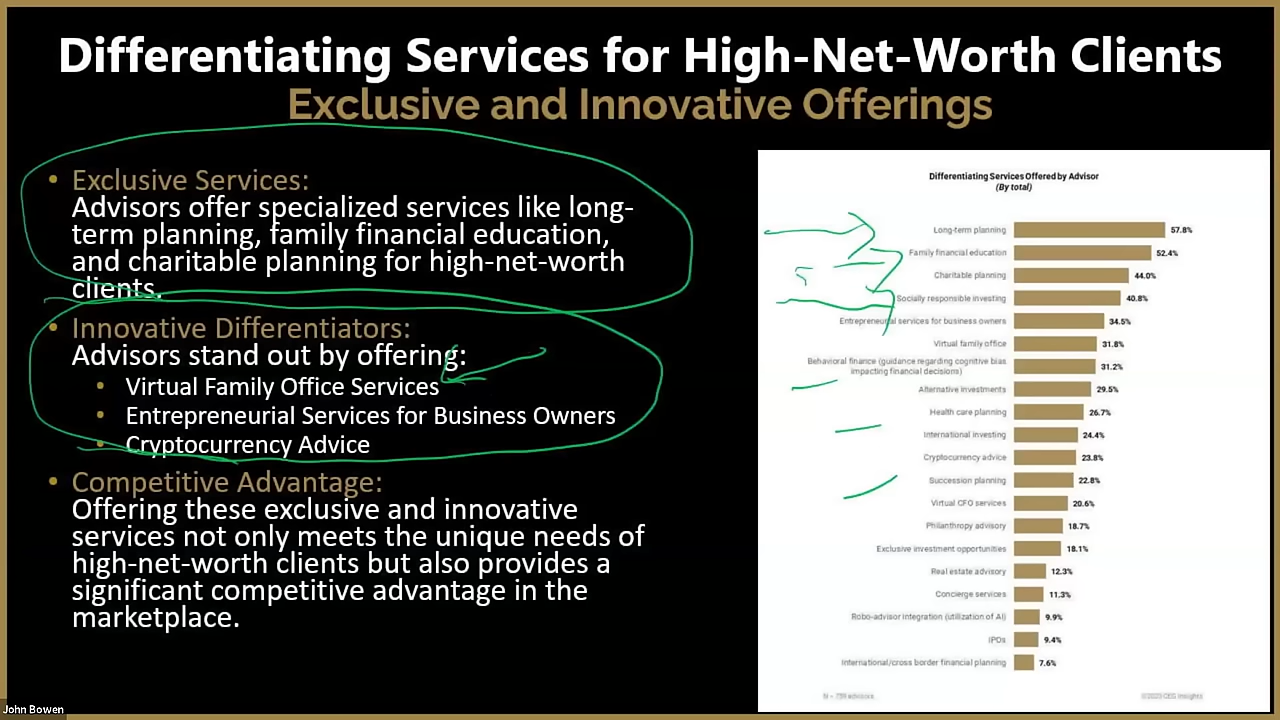 Differentiating Services for High-Net-Worth Clients
Exclusive and Innovative Offerings
• Exclusive Services:
Advisors offer specialized services like long-
term planning, family financial education,
and charitable planning for high-net-worth
clients.
• Innovative Differentiators:
Advisors stand out by offering:
• Virtual Family Office Services
• Entrepreneurial Services for Business Owners
• Cryptocurrency Advice
• Competitive Advantage:
Offering these exclusive and innovative
services not only meets the unique needs of
high-net-worth clients but also provides a
significant competitive advantage in the
marketplace.
Differentiating Services Offered by Advisor
(By total)
Long-term planning 57.8%
Family financial education 52.4%
Charitable planning 44.0%
Socially responsible investing 40.8%
Entrepreneurial services for business owners 34.5%
Virtual family office 31.8%
Behavioral finance (guidance regarding cognitive bias
impacting financial decisions) 31.2%
Alternative investments 29.5%
Health care planning 26.7%
International investing 24.4%
Cryptocurrency advice 23.8%
Succession planning 22.8%
Virtual CFO services 20.6%
Philanthropy advisory 18.7%
Exclusive investment opportunities 18.1%
Real estate advisory 12.3%
Concierge services 11.3%
Robo-advisor integration (utilization of AI) 9.9%
IPOs 9.4%
International/cross border financial planning 7.6%
N = 759 advisors. ©2023 CEG Insights
John Bowen